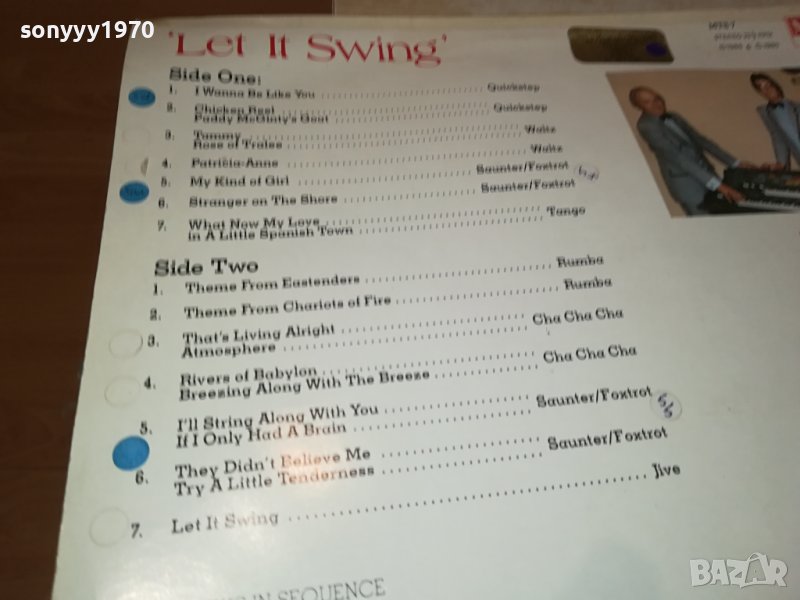 sonyyy1970
'Let It Swing'
Side One:
1. I Wanna Be Like You Quickstep
2. Chicken Reel
Paddy McGinty's Goat Quickstep
3. Tammy Waltz
Rose of Tralee
4. Patricia-Anne Waltz
5. My Kind of Girl Saunter/Foxtrot
6. Stranger on The Shore Saunter/Foxtrot
7. What Now My Love Tango
in A Little Spanish Town
Side Two
1. Theme From Eastenders Rumba
2. Theme From Chariots of Fire Rumba
3. That's Living Alright Cha Cha Cha
Atmosphere
4. Rivers of Babylon Cha Cha Cha
Breezing Along With The Breeze
5. I'll String Along With You Saunter/Foxtrot
If I Only Had A Brain
6. They Didn't Believe Me Saunter/Foxtrot
Try A Little Tenderness
7. Let It Swing Jive
IN SEQUENCE
BAZAR